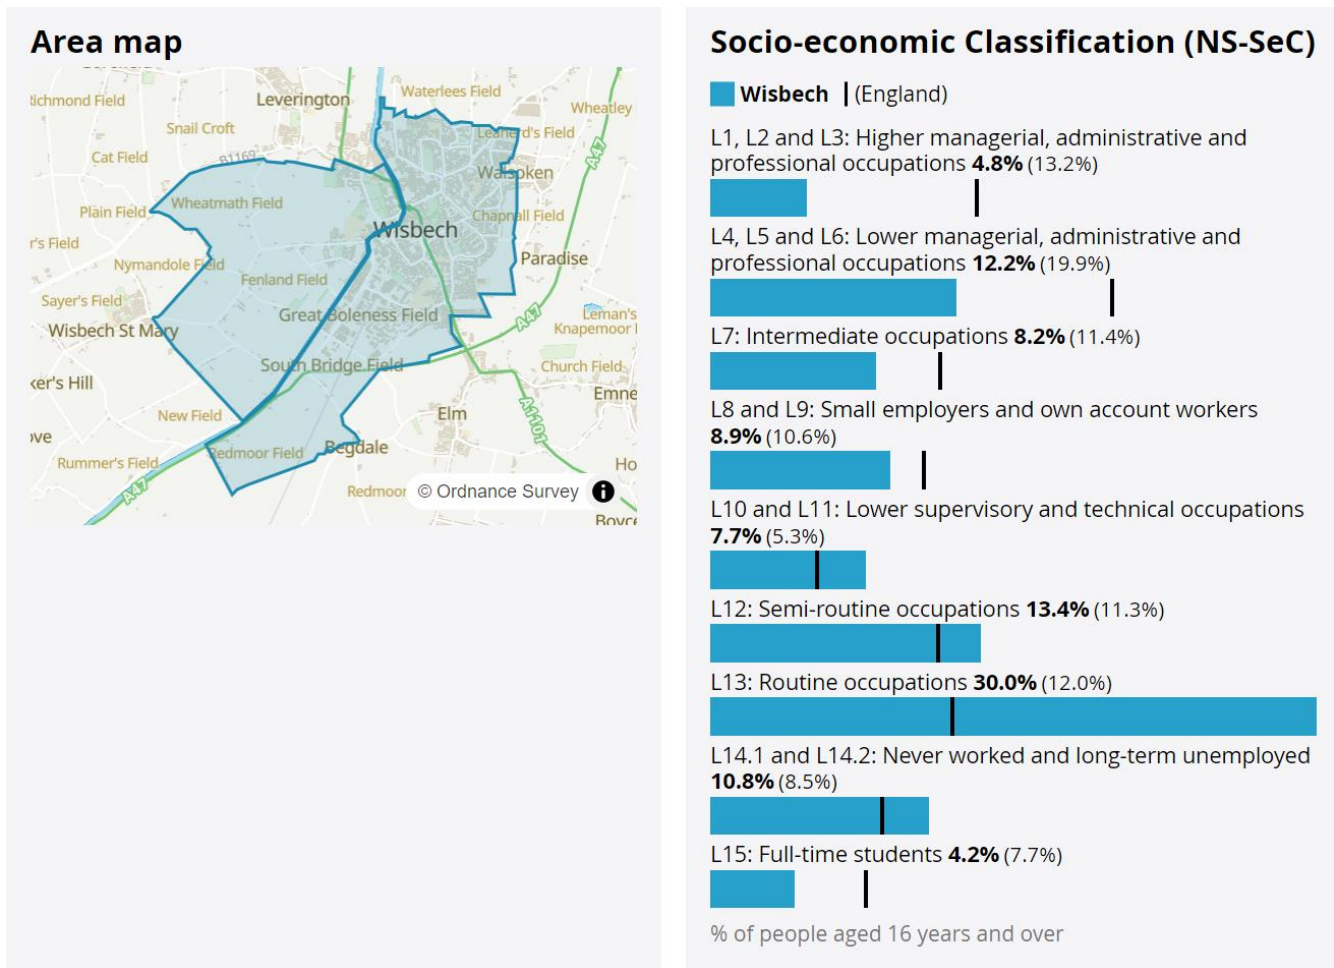 Area map
Richmond Field
Leverington
Waterlees Field
Wheatley
Snail Croft
Leonard's Field
Cat Field
B1169
A47
Walsoken
Plain Field
Wheatmath Field
Chapnall Field
Wisbech
r's Field
Nymandole Field
Paradise
Fenland Field
Sayer's Field
Great Boleness Field
A47
Leman's
Knapemoor
Wisbech St Mary
South Bridge Field
Church Field
ker's Hill
Emne
A1101
New Field
Elm
ove
Begdale
Redmoor Field
Rummer's Field
Ho
A47
Redmoor
© Ordnance Survey
Boyce
Socio-economic Classification (NS-SeC)
Wisbech (England)
L1, L2 and L3: Higher managerial, administrative and
professional occupations 4.8% (13.2%)
L4, L5 and L6: Lower managerial, administrative and
professional occupations 12.2% (19.9%)
L7: Intermediate occupations 8.2% (11.4%)
L8 and L9: Small employers and own account workers
8.9% (10.6%)
L10 and L11: Lower supervisory and technical occupations
7.7% (5.3%)
L12: Semi-routine occupations 13.4% (11.3%)
L13: Routine occupations 30.0% (12.0%)
L14.1 and L14.2: Never worked and long-term unemployed
10.8% (8.5%)
L15: Full-time students 4.2% (7.7%)
% of people aged 16 years and over